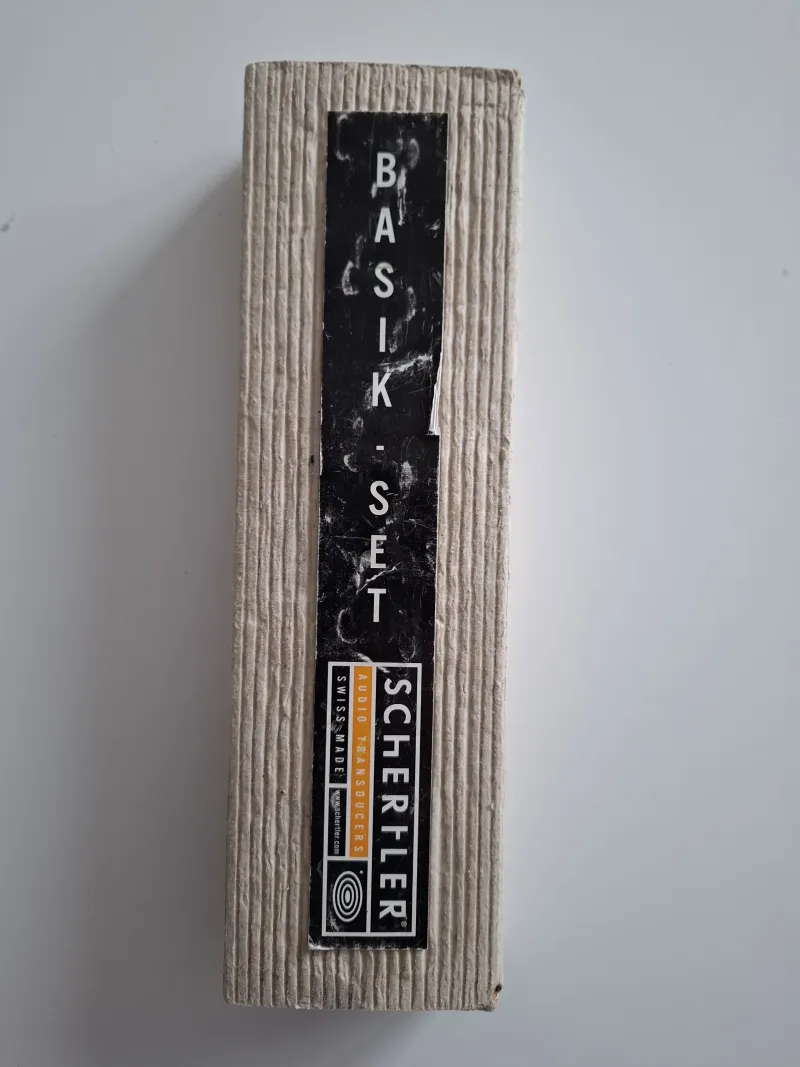 BASIK-SET
SCHERTLER®
AUDIO TRANSDUCERS
SWISS MADE
www.schertler.com